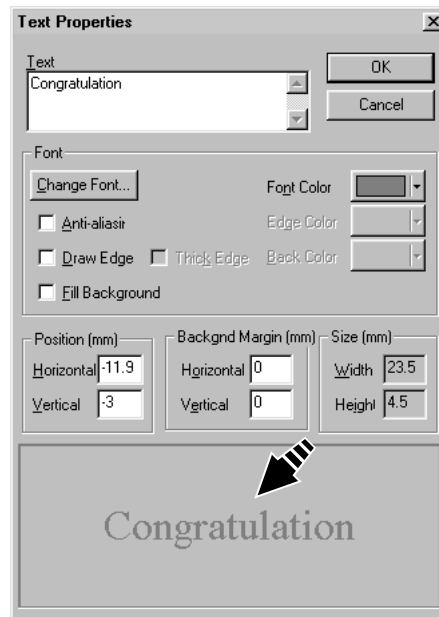 Text Properties
Text
Congratulation
OK
Cancel
Font
Change Font...
Font Color
Anti-aliasir
Edge Color
Draw Edge
Thick Edge
Back Color
Fill Background
Position (mm)
Horizontal -11.9
Vertical -3
Backgnd Margin (mm)
Horizontal 0
Vertical 0
Size (mm)
Width 23.5
Height 4.5
Congratulation